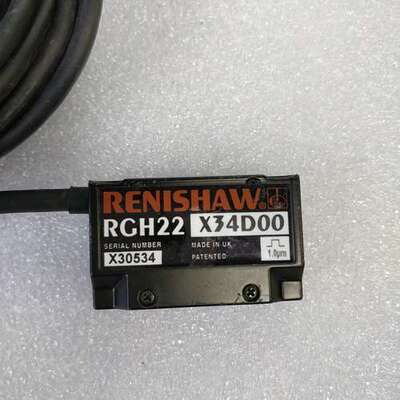 RENISHAW
RGH22 X34D00
SERIAL NUMBER MADE IN UK
X30534 PATENTED 1.0µm